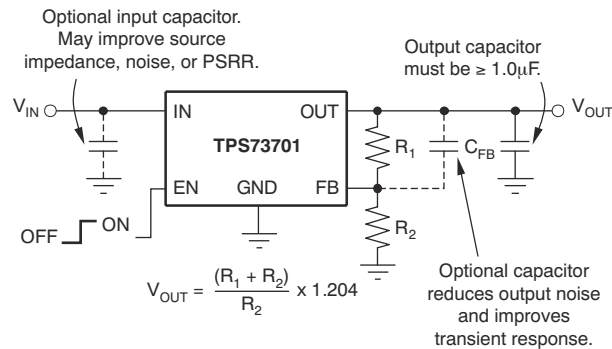 Optional input capacitor.
May improve source
impedance, noise, or PSRR.
Output capacitor
must be ≥ 1.0μF.
V_IN
IN
OUT
V_OUT
TPS73701
R_1
C_FB
EN
GND
FB
OFF
ON
R_2
V_OUT = (R_1 + R_2) / R_2 x 1.204
Optional capacitor
reduces output noise
and improves
transient response.